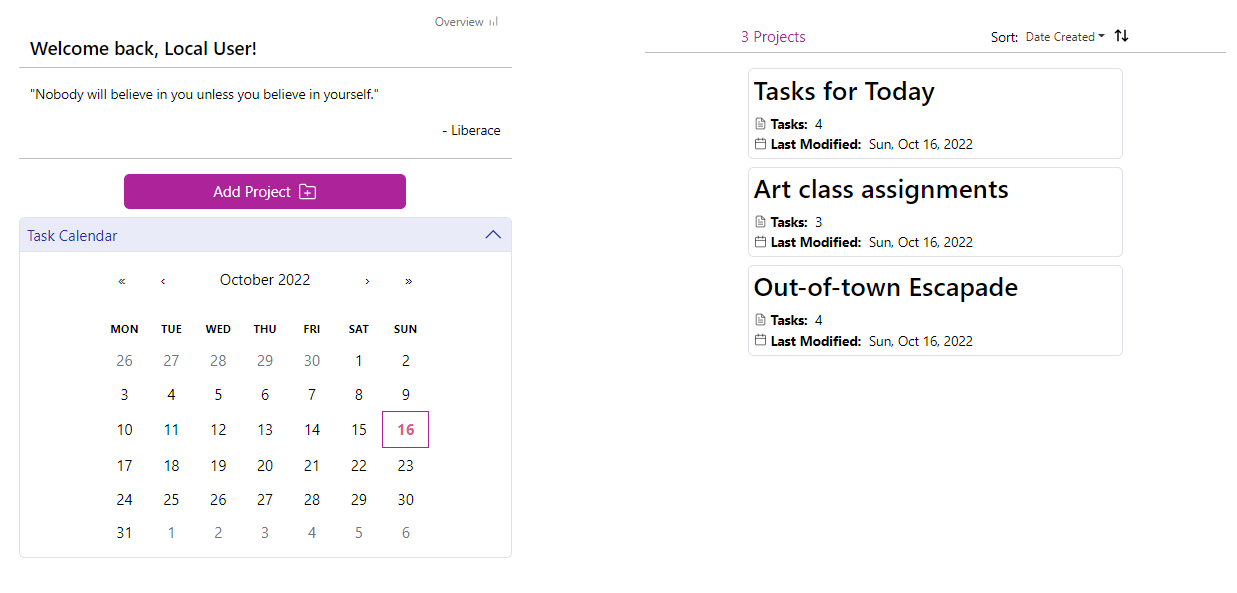 Overview
Welcome back, Local User!
"Nobody will believe in you unless you believe in yourself."
- Liberace
Add Project
Task Calendar
« ‹ October 2022 › »
MON TUE WED THU FRI SAT SUN
26 27 28 29 30 1 2
3 4 5 6 7 8 9
10 11 12 13 14 15 16
17 18 19 20 21 22 23
24 25 26 27 28 29 30
31 1 2 3 4 5 6
3 Projects Sort: Date Created
Tasks for Today
Tasks: 4
Last Modified: Sun, Oct 16, 2022
Art class assignments
Tasks: 3
Last Modified: Sun, Oct 16, 2022
Out-of-town Escapade
Tasks: 4
Last Modified: Sun, Oct 16, 2022